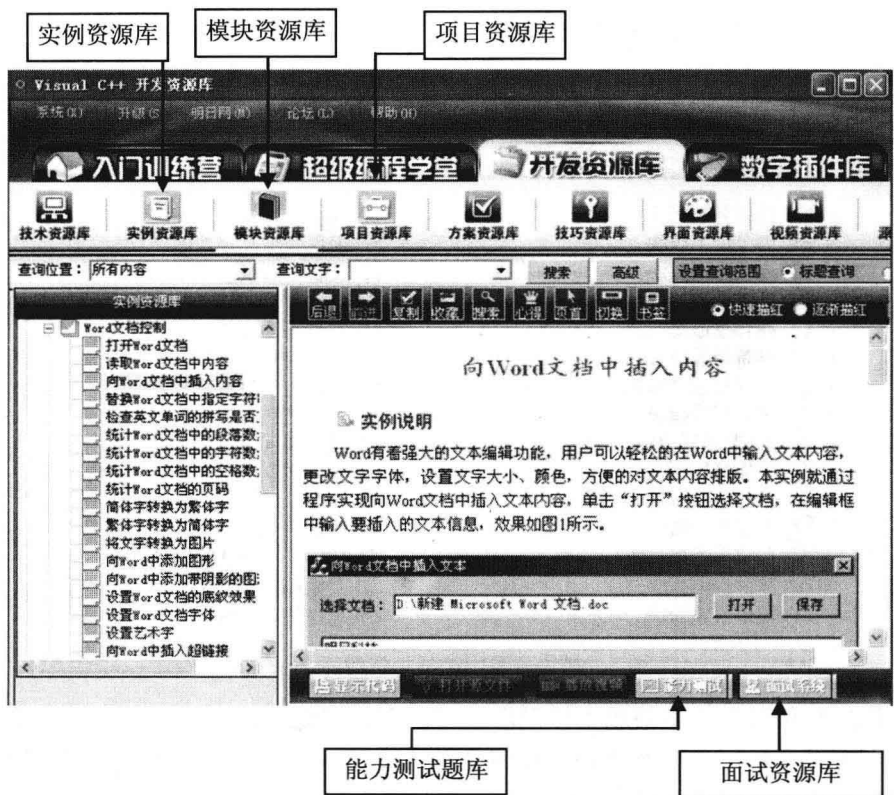 实例资源库
模块资源库
项目资源库
Visual C++ 开发资源库
系统(X) 升级(S) 明日网(M) 论坛(L) 帮助(H)
入门训练营 超级编程学堂 开发资源库 数字插件库
技术资源库 实例资源库 模块资源库 项目资源库 方案资源库 技巧资源库 界面资源库 视频资源库 源
查询位置： 所有内容 查询文字： 搜索 高级 设置查询范围 标题查询
实例资源库
后退 前进 复制 收藏 搜索 心得 页首 切换 书签 快速描红 逐渐描红
Word文档控制
打开Word文档
读取Word文档中内容
向Word文档中插入内容
替换Word文档中指定字符
检查英文单词的拼写是否
统计Word文档中的段落数
统计Word文档中的字符数
统计Word文档中的空格数
统计Word文档的页码
简体字转换为繁体字
繁体字转换为简体字
将文字转换为图片
向Word中添加图形
向Word中添加带阴影的图
设置Word文档的底纹效果
设置Word文档字体
设置艺术字
向Word中插入超链接
向Word文档中插入内容
实例说明
Word有着强大的文本编辑功能，用户可以轻松的在Word中输入文本内容，
更改文字字体，设置文字大小、颜色，方便的对文本内容排版。本实例就通过
程序实现向Word文档中插入文本内容，单击“打开”按钮选择文档，在编辑框
中输入要插入的文本信息，效果如图1所示。
向Word文档中插入文本
选择文档： D:\新建 Microsoft Word 文档.doc 打开 保存
明日科技
显示代码 打开源文件 播放视频 能力测试 面试系统
能力测试题库
面试资源库